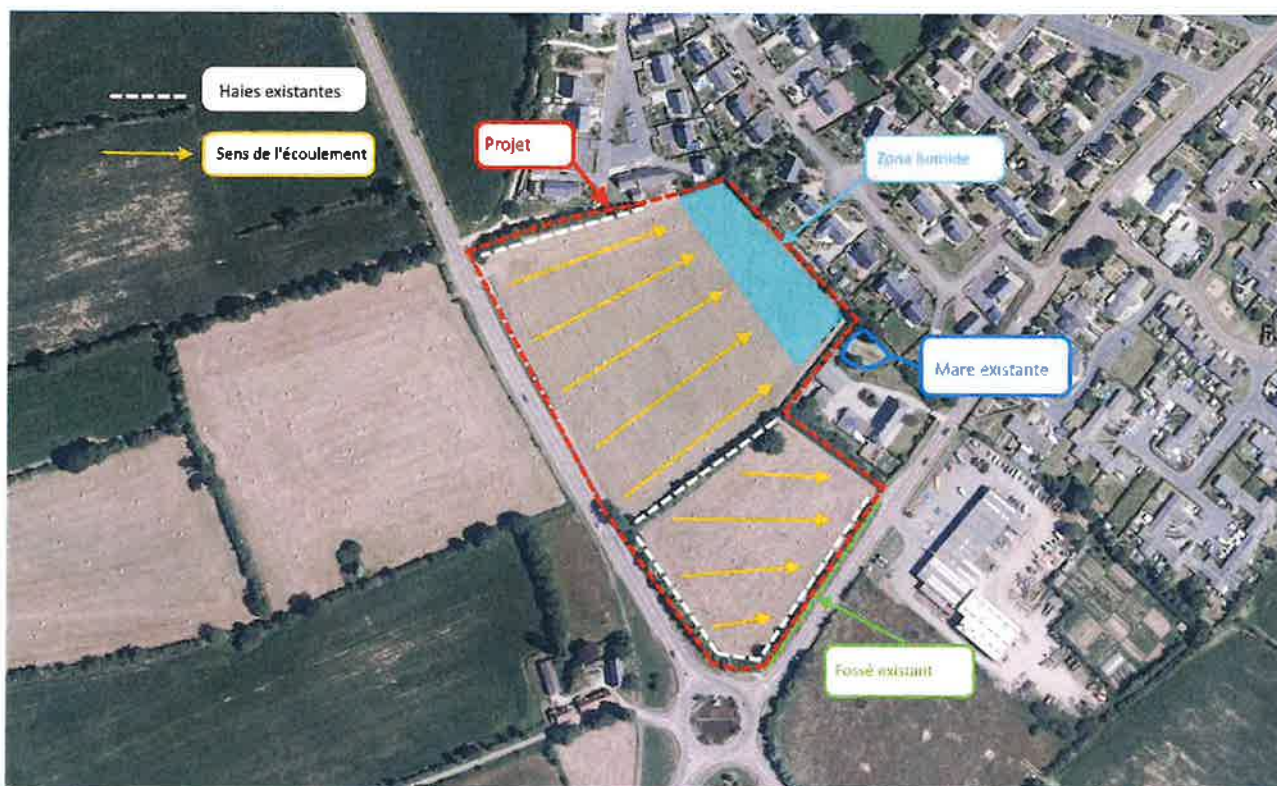 Haies existantes
Sens de l'écoulement
Projet
Zone humide
Mare existante
Fossé existant